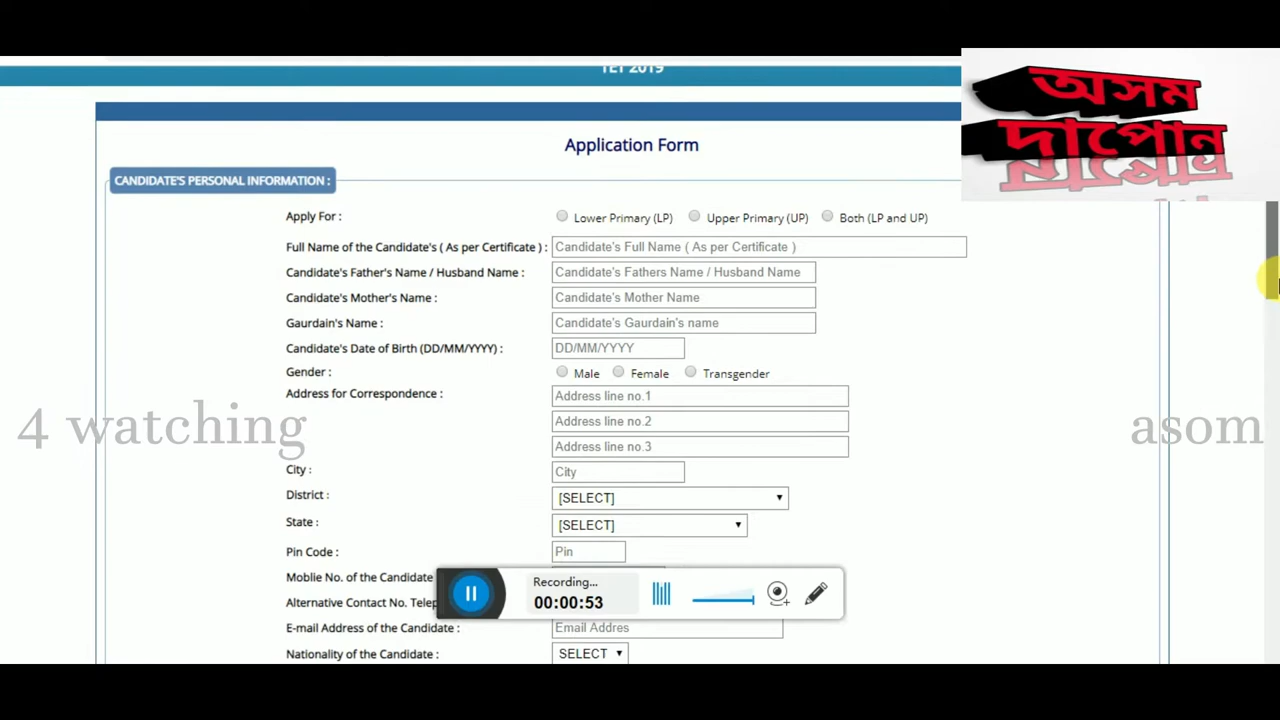 TET 2019
অসম
দাপোন
Application Form
CANDIDATE'S PERSONAL INFORMATION :
Apply For : Lower Primary (LP) Upper Primary (UP) Both (LP and UP)
Full Name of the Candidate's ( As per Certificate ) : Candidate's Full Name ( As per Certificate )
Candidate's Father's Name / Husband Name : Candidate's Fathers Name / Husband Name
Candidate's Mother's Name : Candidate's Mother Name
Gaurdain's Name : Candidate's Gaurdain's name
Candidate's Date of Birth (DD/MM/YYYY) : DD/MM/YYYY
Gender : Male Female Transgender
Address for Correspondence : Address line no.1
Address line no.2
4 watching asom
Address line no.3
City : City
District : [SELECT]
State : [SELECT]
Pin Code : Pin
Moblie No. of the Candidate
Recording...
00:00:53
Alternative Contact No.
E-mail Address of the Candidate : Email Addres
Nationality of the Candidate : SELECT